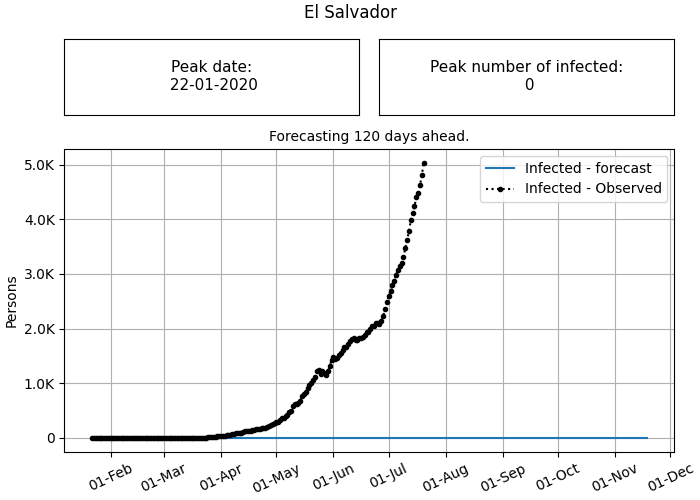 El Salvador
Peak date:
22-01-2020
Peak number of infected:
0
Forecasting 120 days ahead.
Infected - forecast
Infected - Observed
Persons
5.0K
4.0K
3.0K
2.0K
1.0K
0
01-Feb
01-Mar
01-Apr
01-May
01-Jun
01-Jul
01-Aug
01-Sep
01-Oct
01-Nov
01-Dec